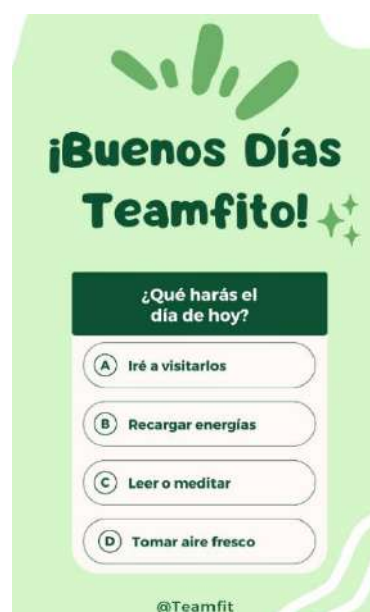 ¡Buenos Días
Teamfito!
¿Qué harás el
día de hoy?
A Iré a visitarlos
B Recargar energías
C Leer o meditar
D Tomar aire fresco
@Teamfit